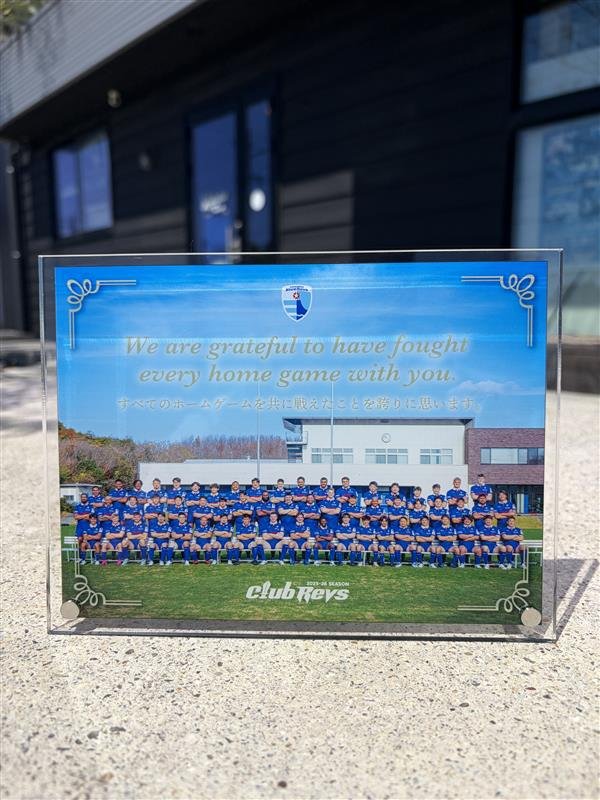 BlueRevs
We are grateful to have fought
every home game with you.
すべてのホームゲームを共に戦えたことを誇りに思います。
2025-26 SEASON
Club Revs